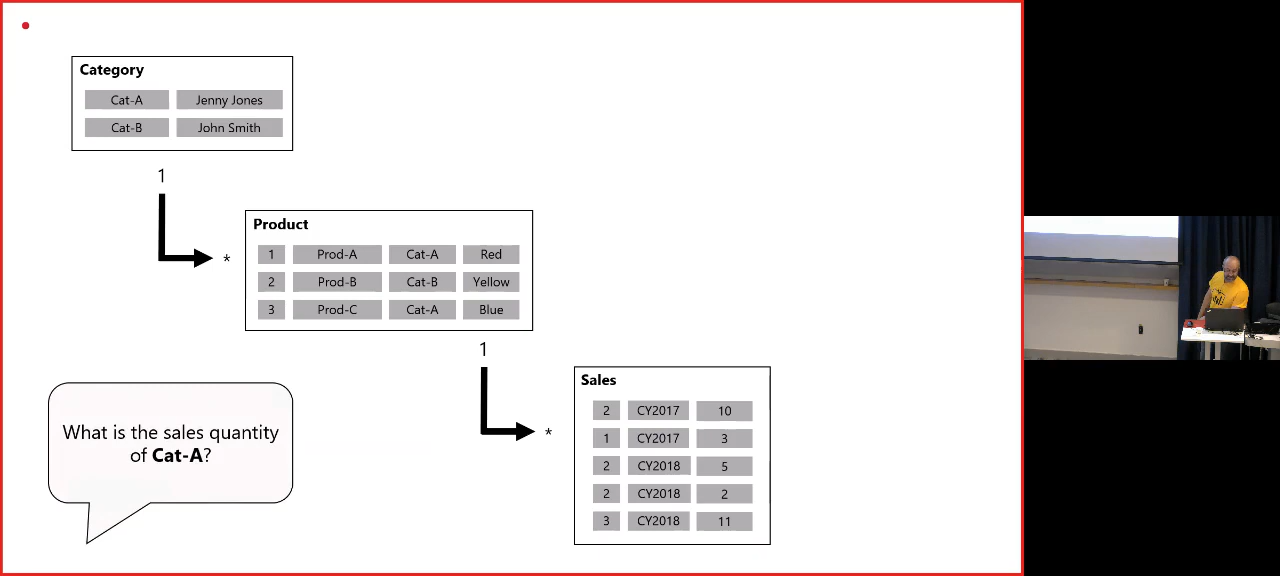 Category
Cat-A Jenny Jones
Cat-B John Smith
1
*
Product
1 Prod-A Cat-A Red
2 Prod-B Cat-B Yellow
3 Prod-C Cat-A Blue
1
*
Sales
2 CY2017 10
1 CY2017 3
2 CY2018 5
2 CY2018 2
3 CY2018 11
What is the sales quantity
of Cat-A?